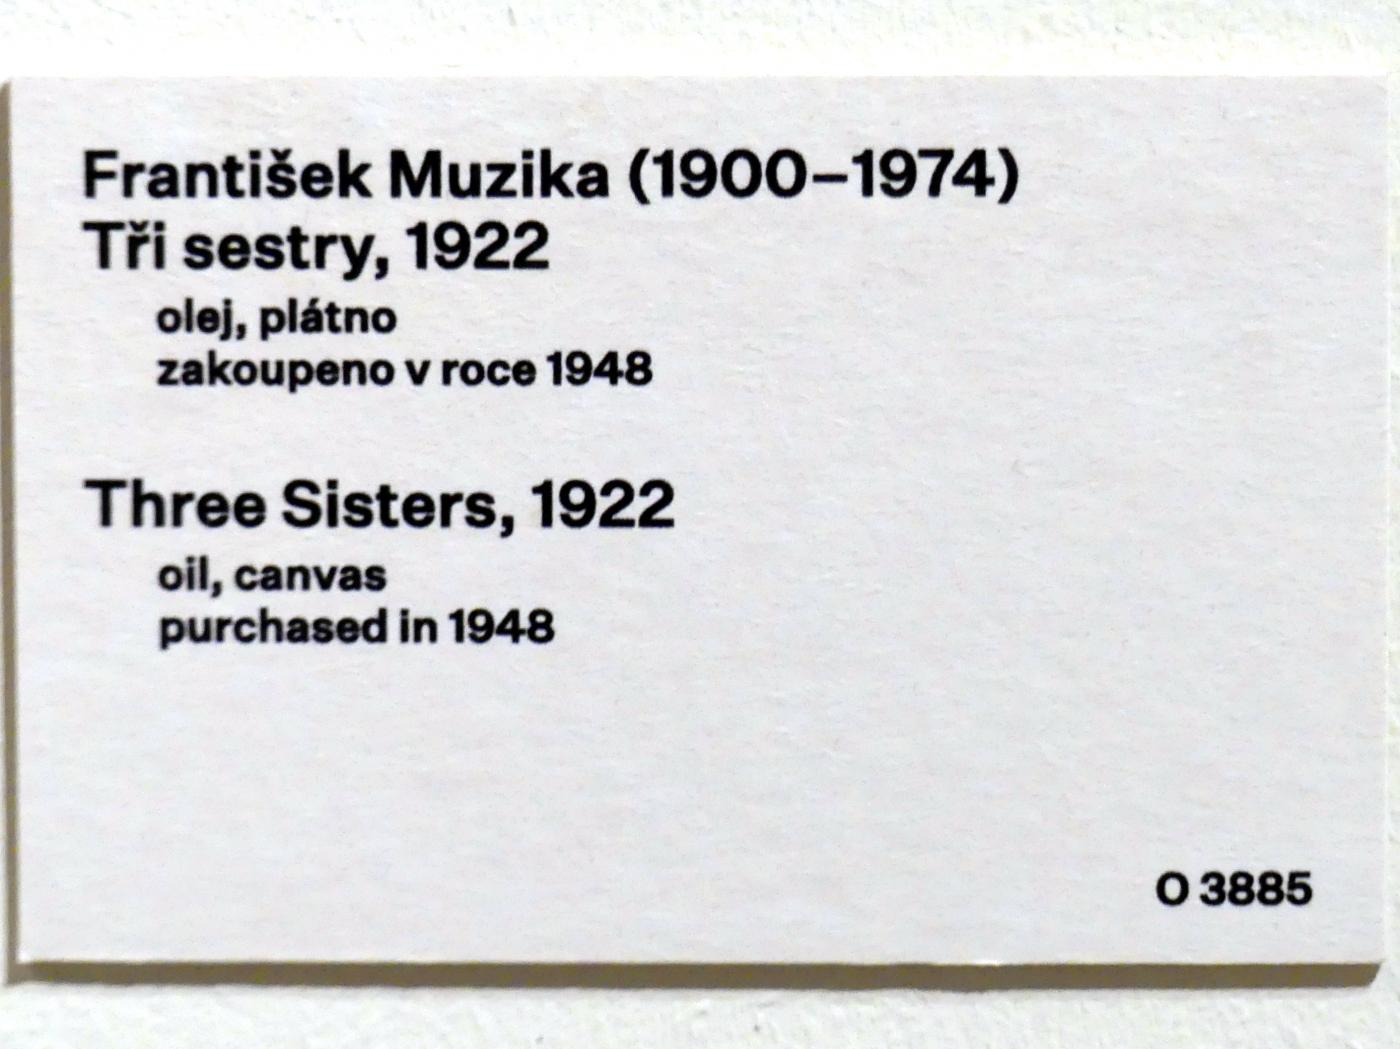 František Muzika (1900–1974)
Tři sestry, 1922
olej, plátno
zakoupeno v roce 1948
Three Sisters, 1922
oil, canvas
purchased in 1948
O 3885